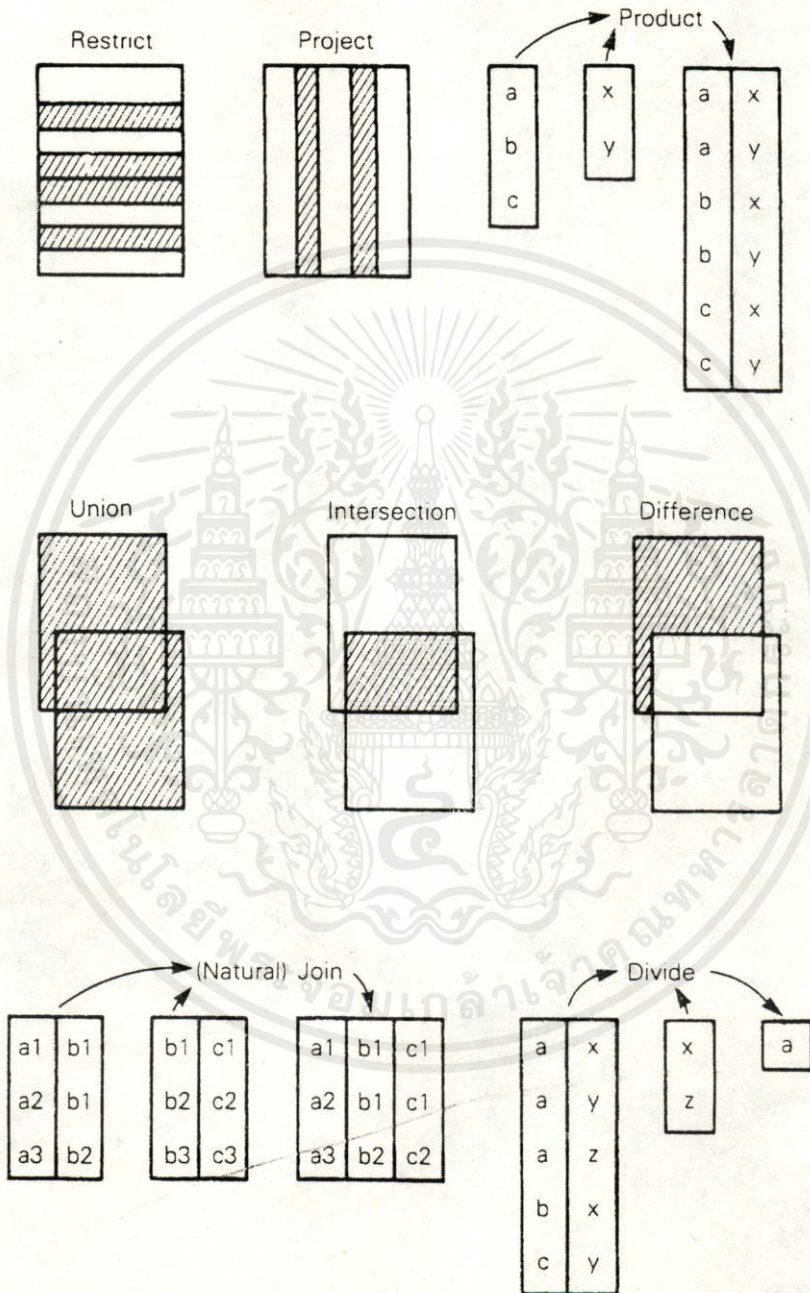 Restrict
Project
Product
a
b
c
x
y
a x
a y
b x
b y
c x
c y
Union
Intersection
Difference
(Natural) Join
a1 b1
a2 b1
a3 b2
b1 c1
b2 c2
b3 c3
a1 b1 c1
a2 b1 c1
a3 b2 c2
Divide
a x
a y
a z
b x
c y
x
z
a